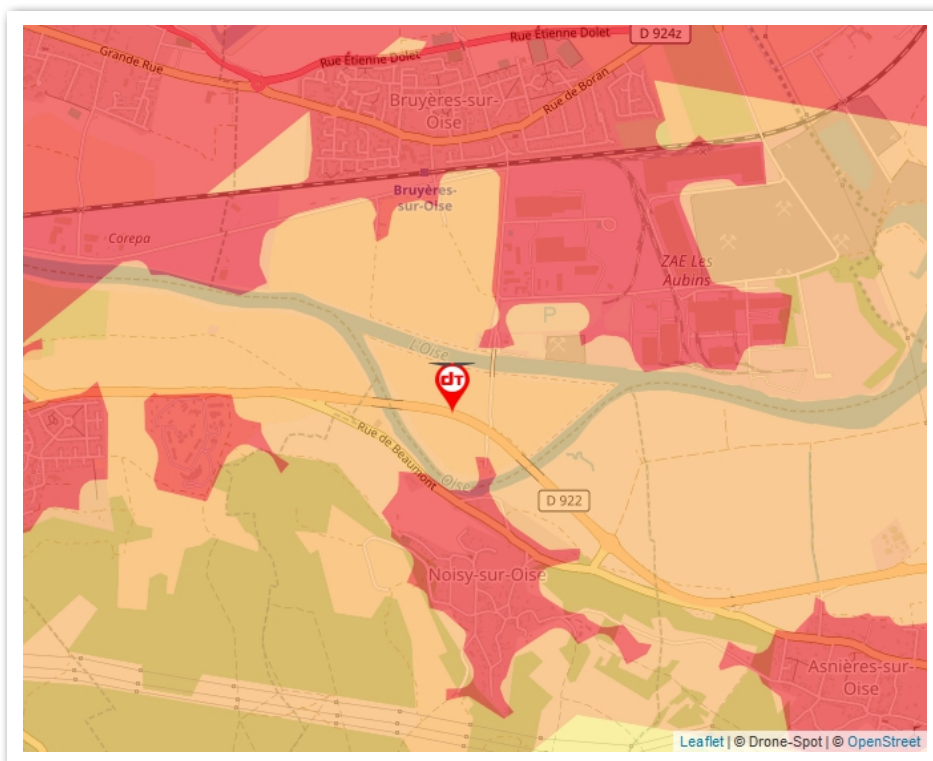 Rue Étienne Dolet
D 924z
Grande Rue
Rue Étienne Dolet
Bruyères-sur-
Oise
Rue de Boran
Bruyères-
sur-Oise
Corepa
ZAE Les
Aubins
P
L'Oise
dT
Rue de Beaumont
Oise
D 922
Noisy-sur-Oise
Asnières-sur-
Oise
Leaflet | © Drone-Spot | © OpenStreet